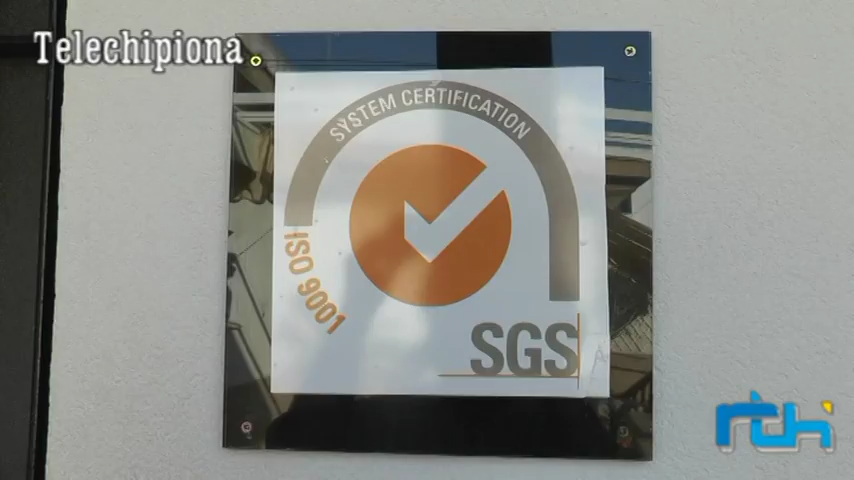 Telechipiona
SYSTEM CERTIFICATION
ISO 9001
SGS
rtch